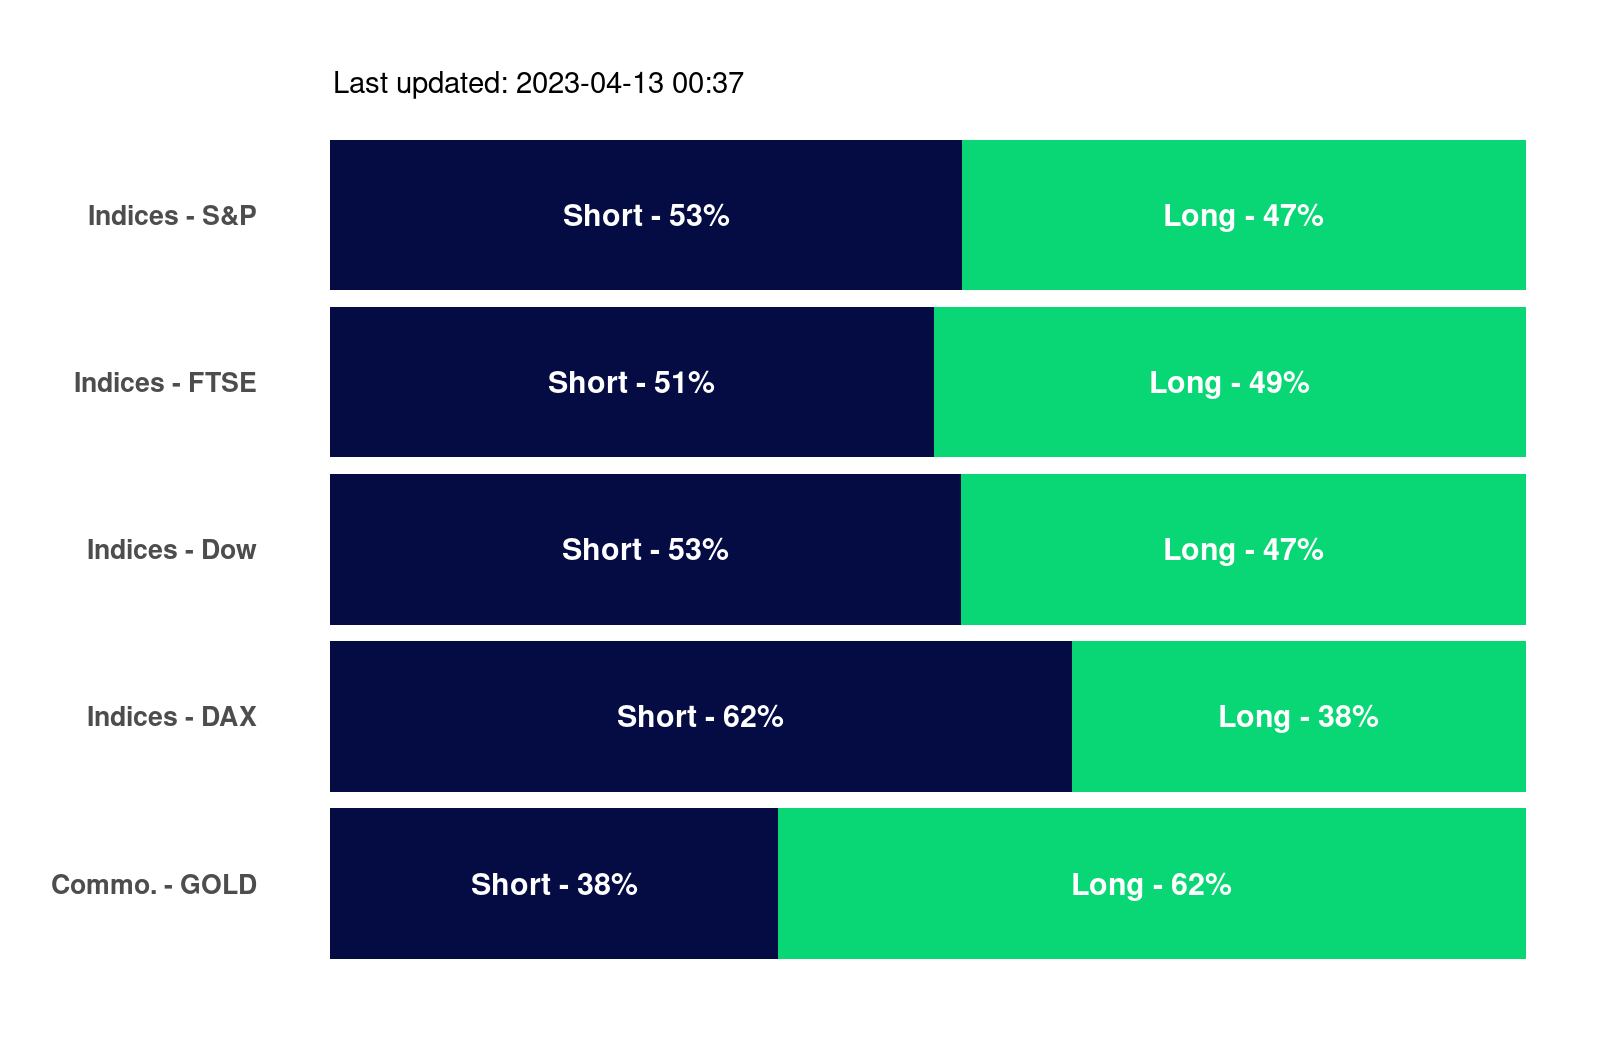 Last updated: 2023-04-13 00:37
Indices - S&P Short - 53% Long - 47%
Indices - FTSE Short - 51% Long - 49%
Indices - Dow Short - 53% Long - 47%
Indices - DAX Short - 62% Long - 38%
Commo. - GOLD Short - 38% Long - 62%